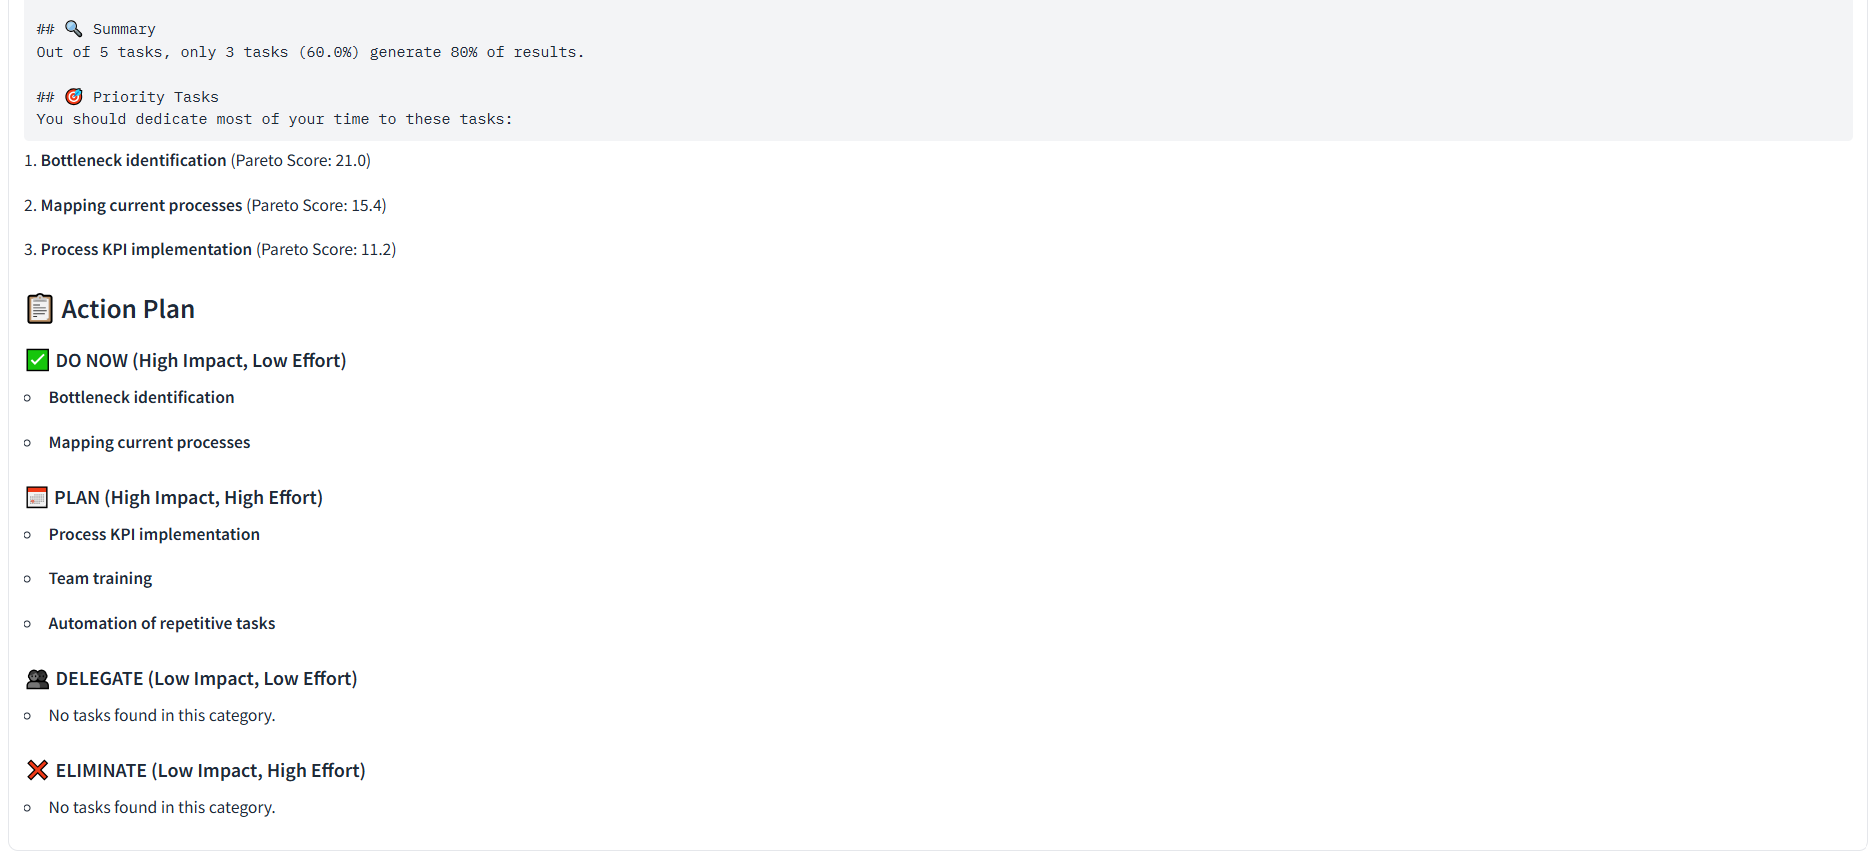 ## 🔍 Summary
Out of 5 tasks, only 3 tasks (60.0%) generate 80% of results.
## 🎯 Priority Tasks
You should dedicate most of your time to these tasks:
1. Bottleneck identification (Pareto Score: 21.0)
2. Mapping current processes (Pareto Score: 15.4)
3. Process KPI implementation (Pareto Score: 11.2)
📋 Action Plan
✅ DO NOW (High Impact, Low Effort)
Bottleneck identification
Mapping current processes
📅 PLAN (High Impact, High Effort)
Process KPI implementation
Team training
Automation of repetitive tasks
👥 DELEGATE (Low Impact, Low Effort)
No tasks found in this category.
❌ ELIMINATE (Low Impact, High Effort)
No tasks found in this category.